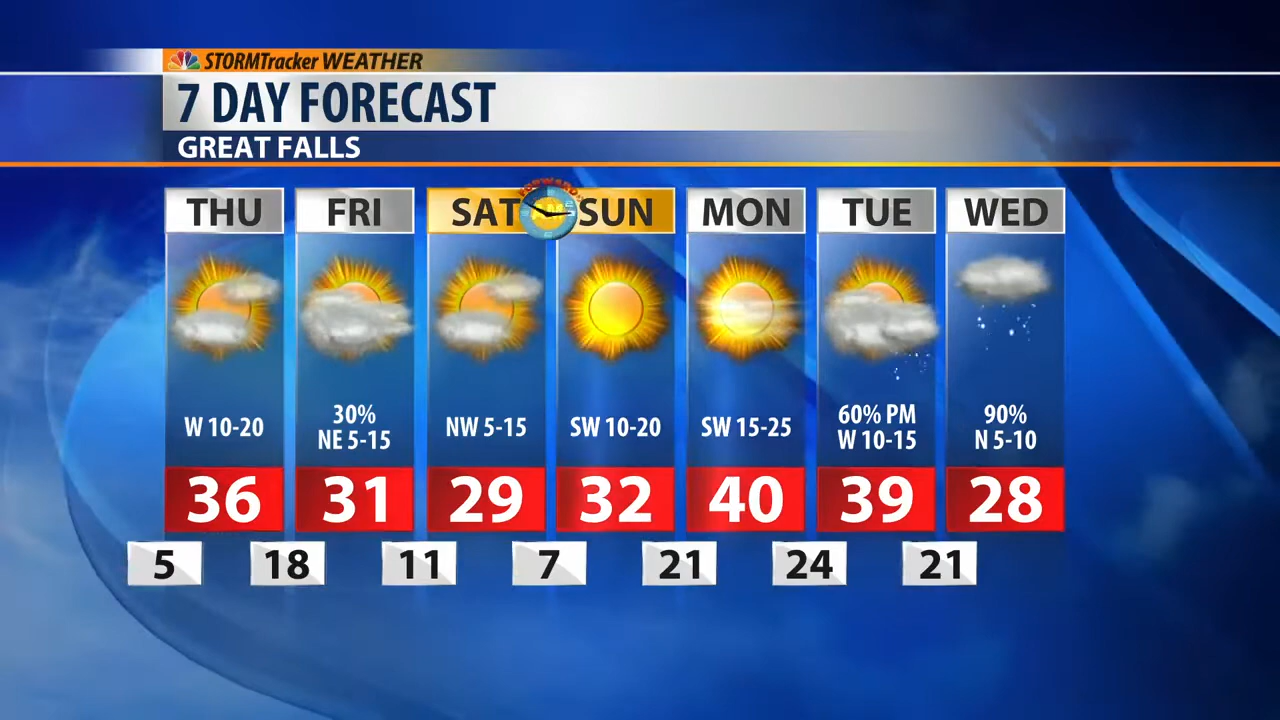 STORMTracker WEATHER
7 DAY FORECAST
GREAT FALLS
THU FRI SAT SUN MON TUE WED
FORWARD
30% 60% PM 90%
W 10-20 NE 5-15 NW 5-15 SW 10-20 SW 15-25 W 10-15 N 5-10
36 31 29 32 40 39 28
5 18 11 7 21 24 21